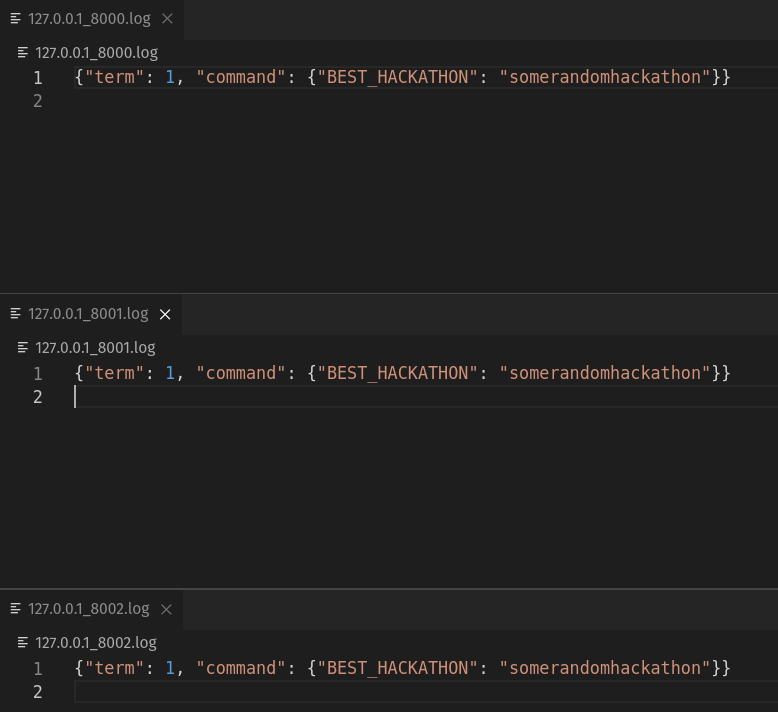 127.0.0.1_8000.log
127.0.0.1_8000.log
1 {"term": 1, "command": {"BEST_HACKATHON": "somerandomhackathon"}}
2
127.0.0.1_8001.log
127.0.0.1_8001.log
1 {"term": 1, "command": {"BEST_HACKATHON": "somerandomhackathon"}}
2
127.0.0.1_8002.log
127.0.0.1_8002.log
1 {"term": 1, "command": {"BEST_HACKATHON": "somerandomhackathon"}}
2